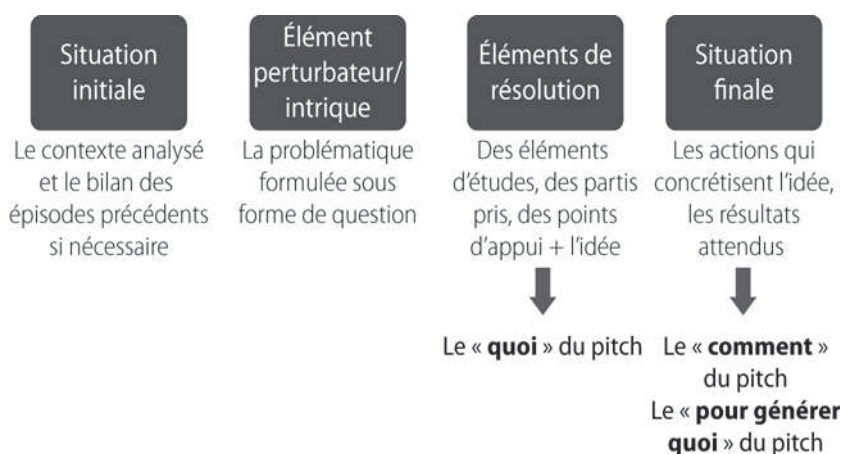 Situation
initiale
Le contexte analysé
et le bilan des
épisodes précédents
si nécessaire
Élément
perturbateur/
intrique
La problématique
formulée sous
forme de question
Éléments de
résolution
Des éléments
d'études, des partis
pris, des points
d'appui + l'idée
Le « quoi » du pitch
Situation
finale
Les actions qui
concrétisent l'idée,
les résultats
attendus
Le « comment »
du pitch
Le « pour générer
quoi » du pitch